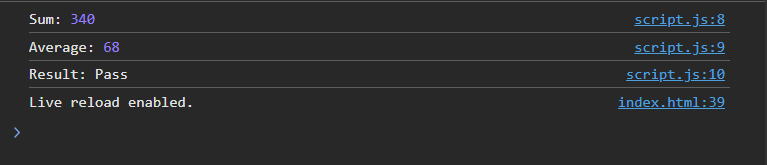 Sum: 340 script.js:8
Average: 68 script.js:9
Result: Pass script.js:10
Live reload enabled. index.html:39
>